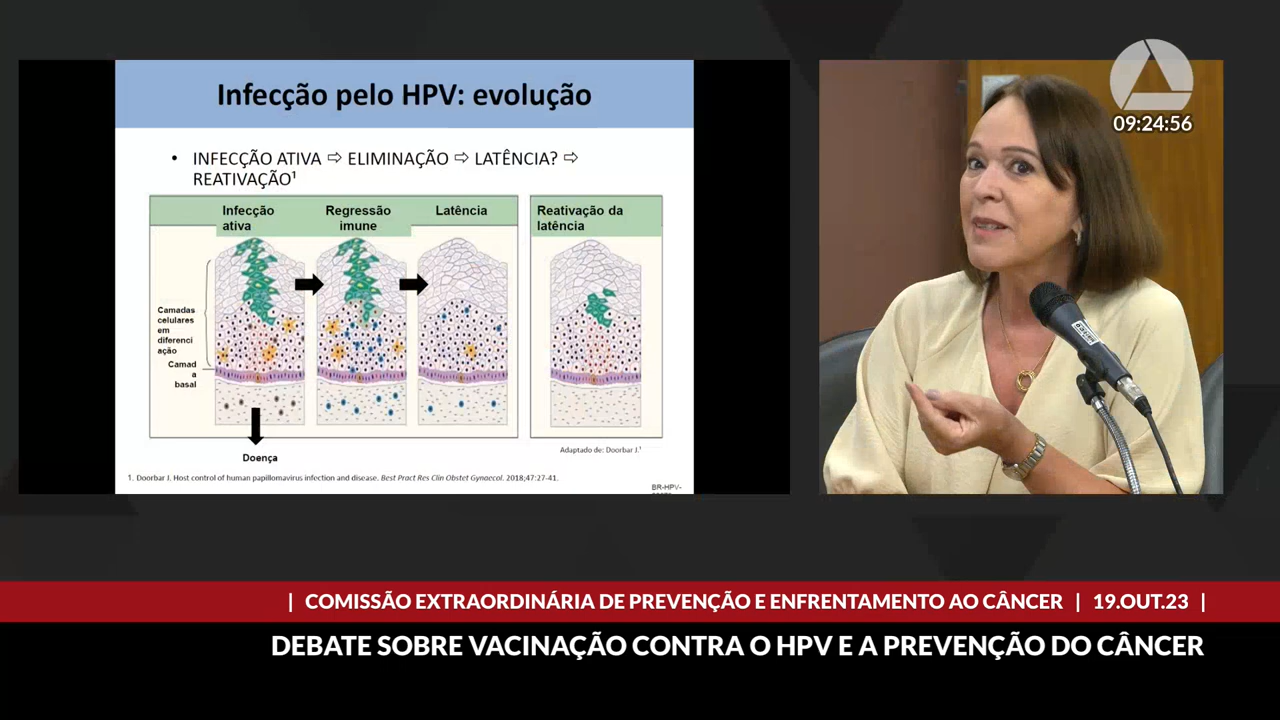 Infecção pelo HPV: evolução
• INFECÇÃO ATIVA ⇨ ELIMINAÇÃO ⇨ LATÊNCIA? ⇨
REATIVAÇÃO¹
Infecção
ativa
Regressão
imune
Latência
Reativação da
latência
Camadas
celulares
em
diferenci
ação
Camad
a
basal
Doença
Adaptado de: Doorbar J.¹
1. Doorbar J. Host control of human papillomavirus infection and disease. Best Pract Res Clin Obstet Gynaecol. 2018;47:27-41.
BR-HPV-
09:24:56
| COMISSÃO EXTRAORDINÁRIA DE PREVENÇÃO E ENFRENTAMENTO AO CÂNCER | 19.OUT.23 |
DEBATE SOBRE VACINAÇÃO CONTRA O HPV E A PREVENÇÃO DO CÂNCER